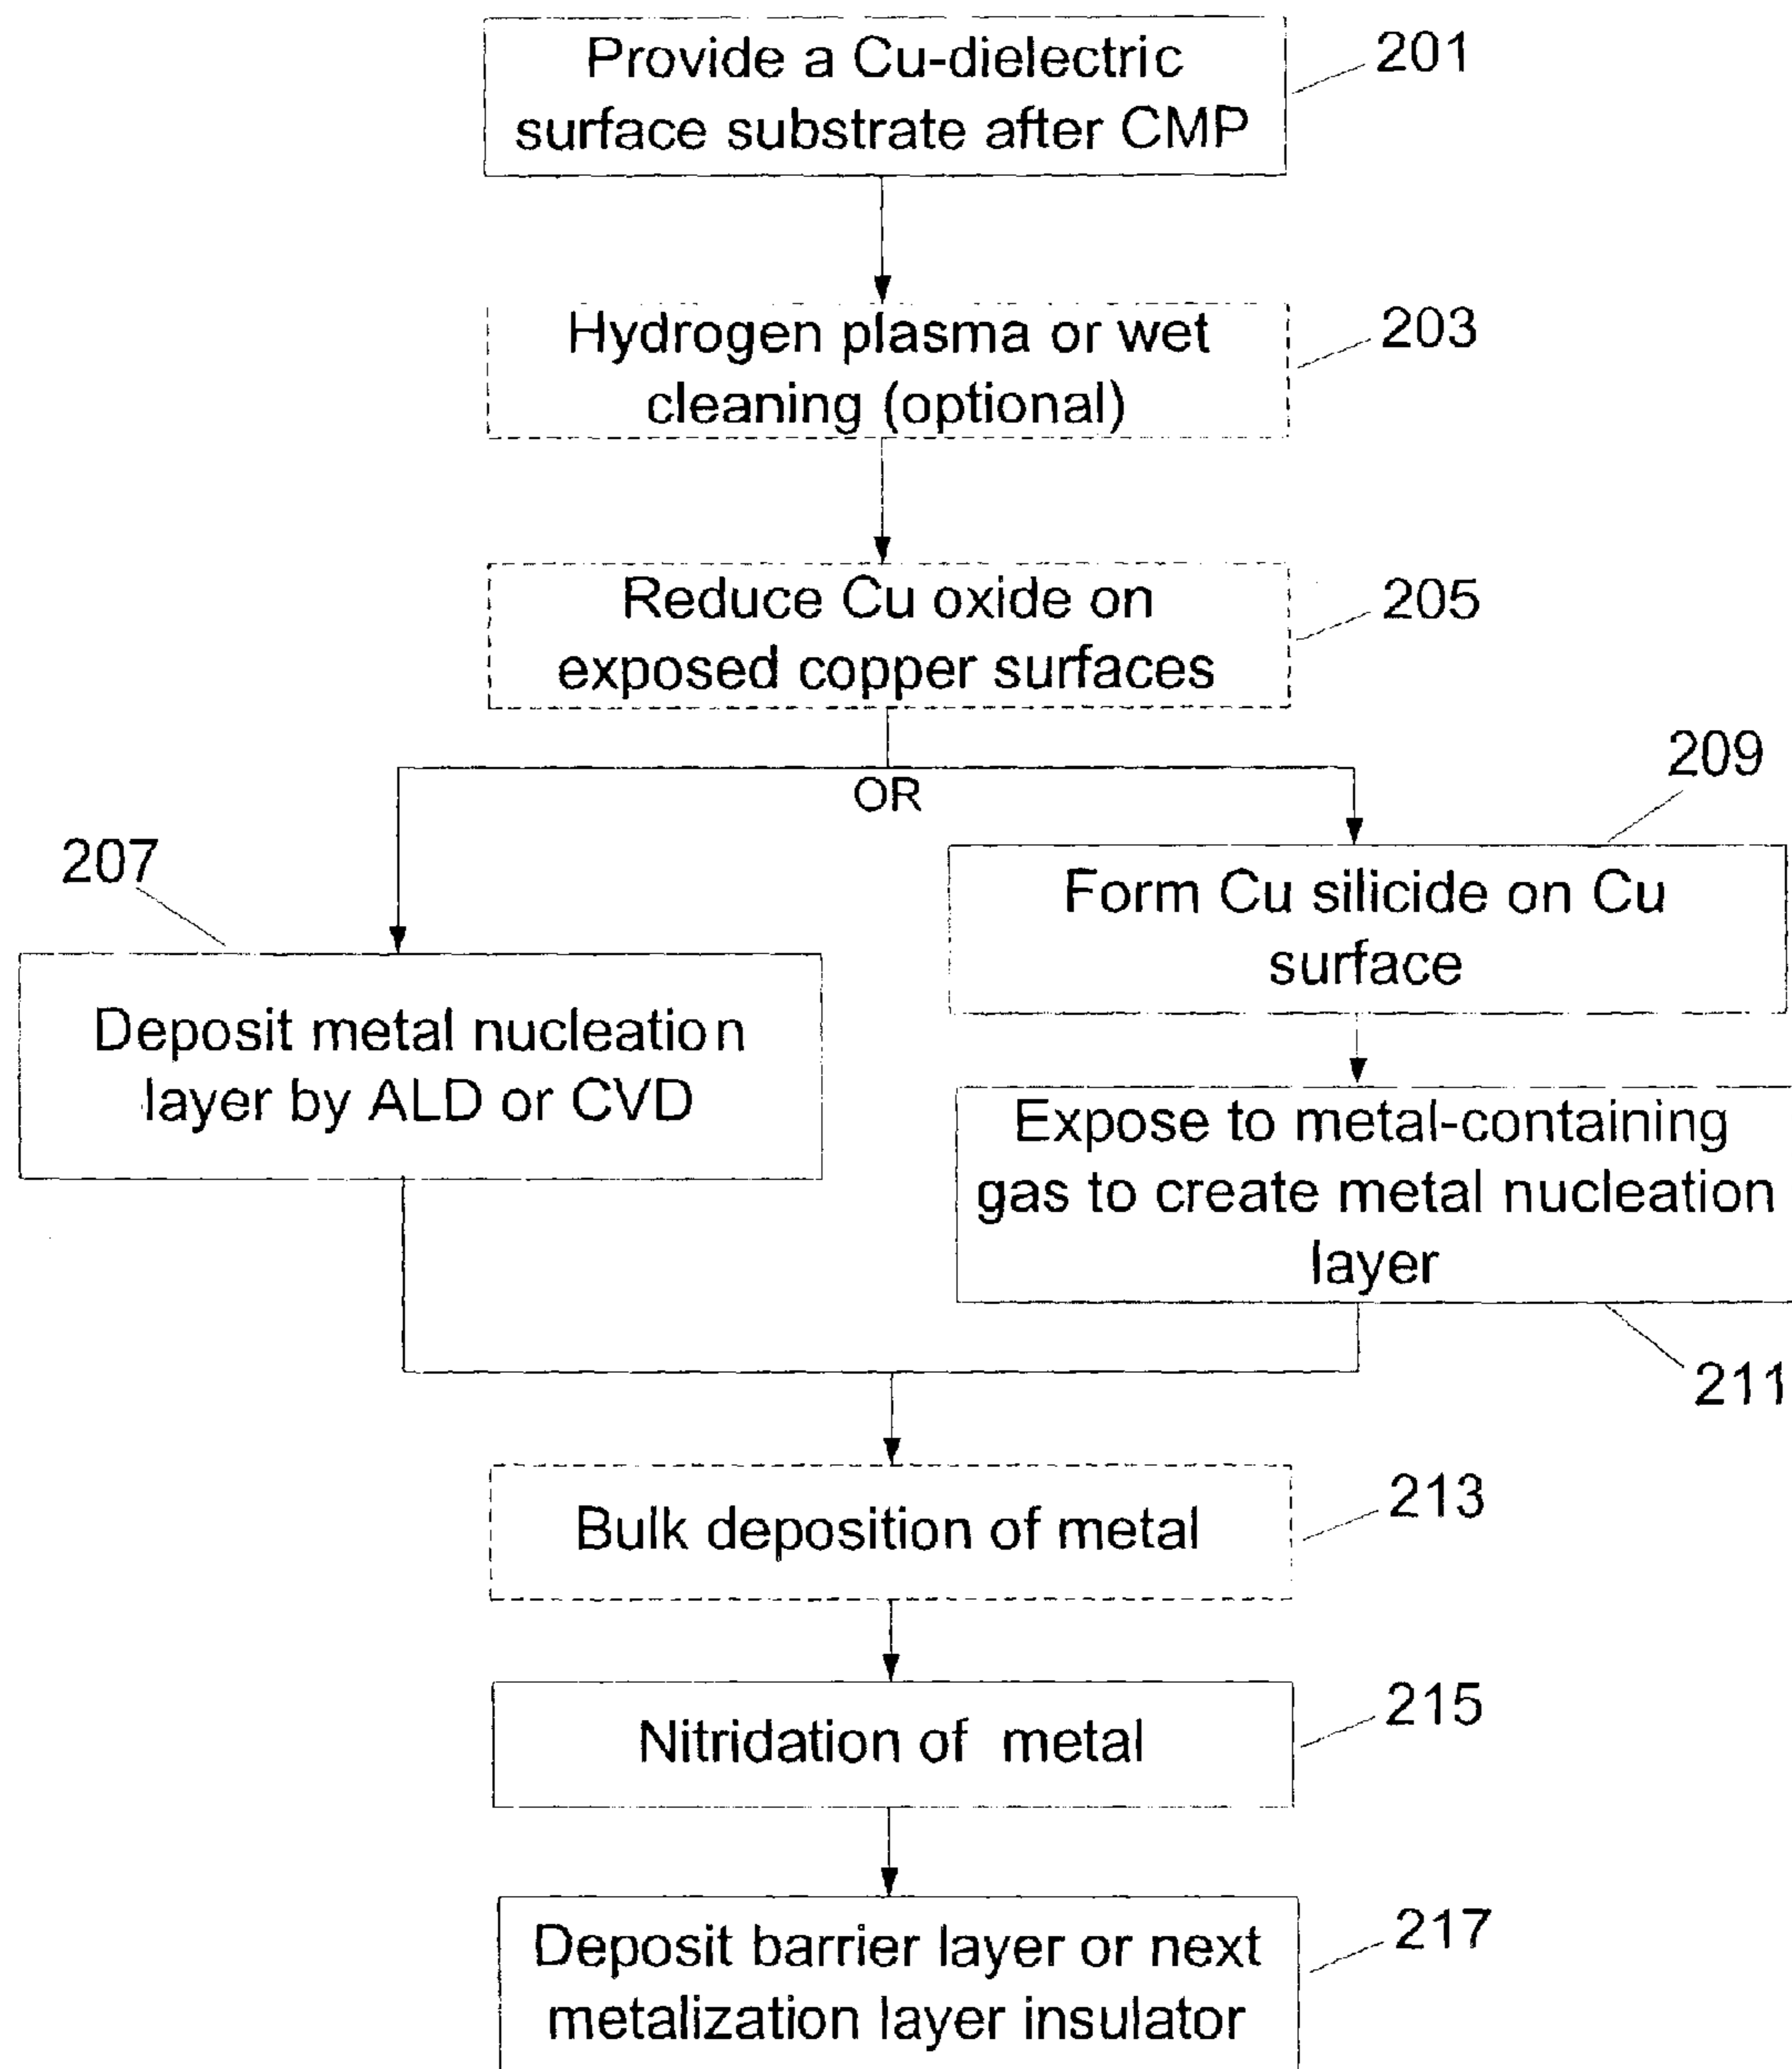 Provide a Cu-dielectric
surface substrate after CMP
201
Hydrogen plasma or wet
cleaning (optional)
203
Reduce Cu oxide on
exposed copper surfaces
205
OR
207
Deposit metal nucleation
layer by ALD or CVD
209
Form Cu silicide on Cu
surface
Expose to metal-containing
gas to create metal nucleation
layer
211
Bulk deposition of metal
213
Nitridation of metal
215
Deposit barrier layer or next
metalization layer insulator
217